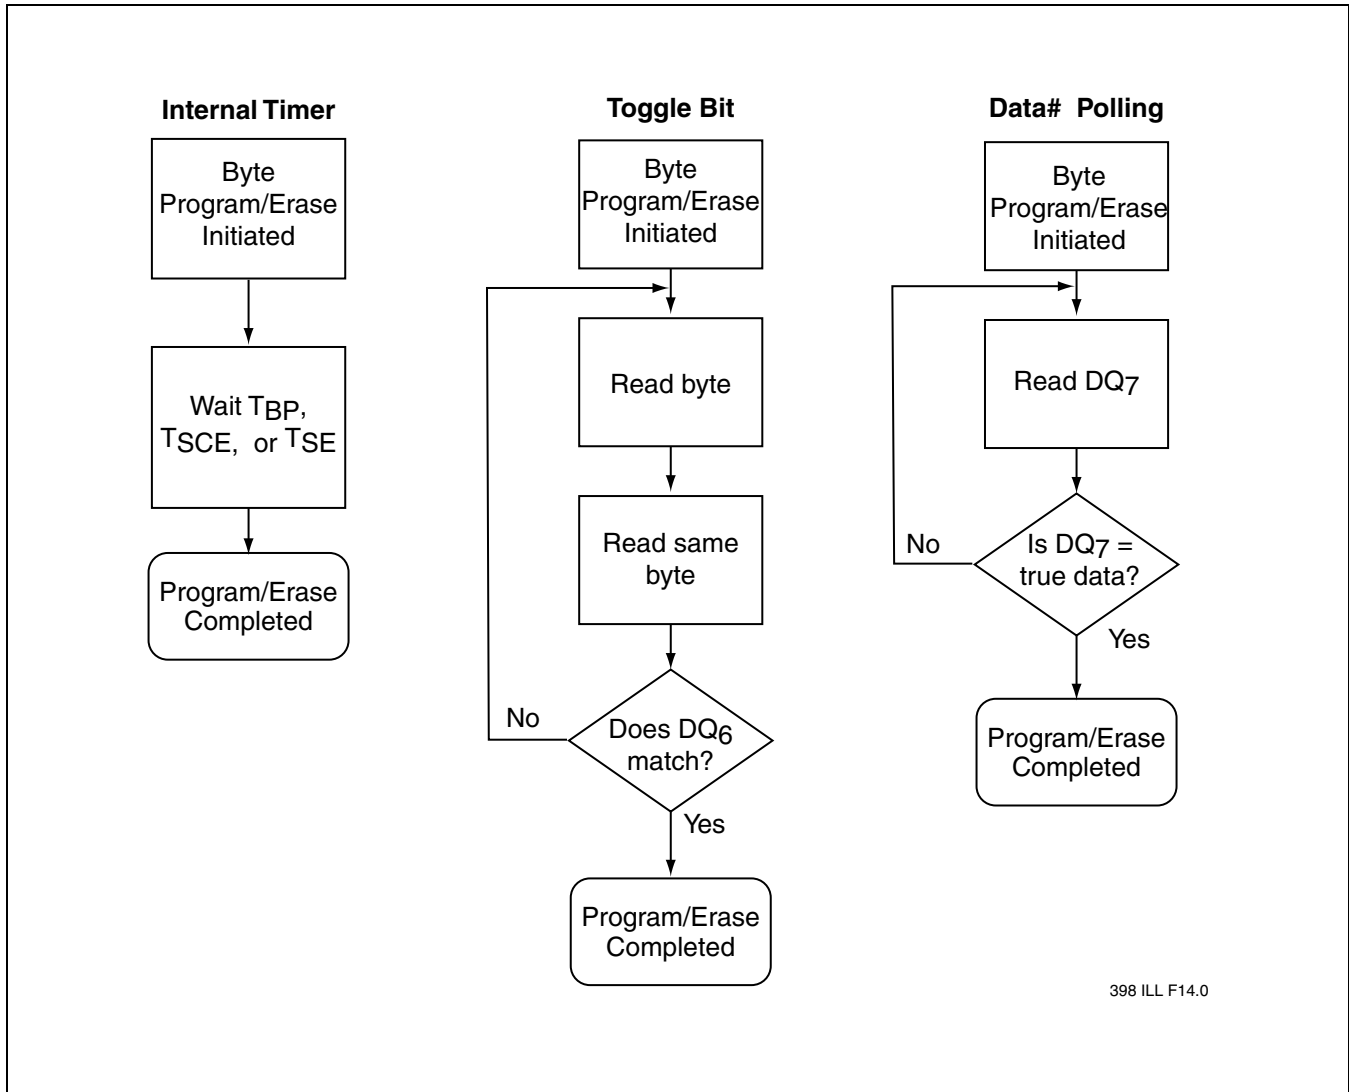 Internal Timer
Byte
Program/Erase
Initiated
Wait TBP,
TSCE, or TSE
Program/Erase
Completed
Toggle Bit
Byte
Program/Erase
Initiated
Read byte
Read same
byte
Does DQ6
match?
No
Yes
Program/Erase
Completed
Data# Polling
Byte
Program/Erase
Initiated
Read DQ7
Is DQ7 =
true data?
No
Yes
Program/Erase
Completed
398 ILL F14.0